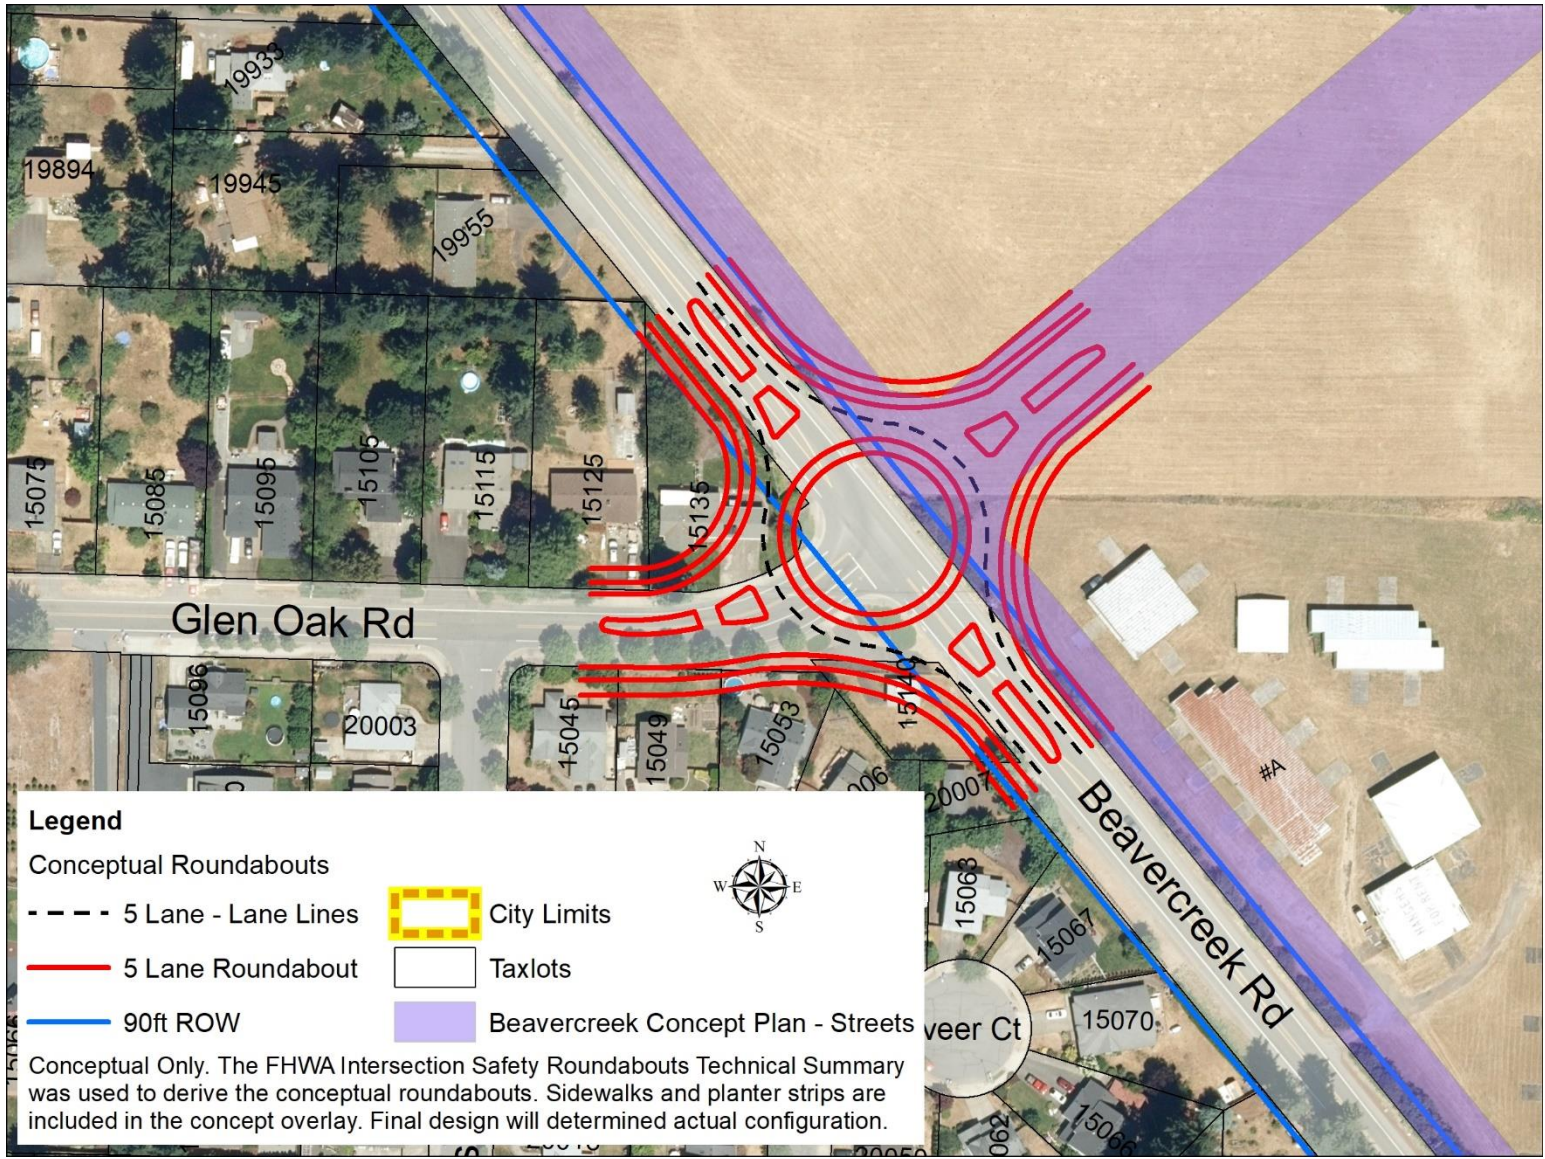 19933
19894
19945
19955
15075
15085
15095
15105
15115
15125
15135
Glen Oak Rd
15096
20003
15045
15049
15053
15140
20007
#A
Beavercreek Rd
15063
15067
15070
veer Ct
15066
HANGERS
FOR RENT
Legend
Conceptual Roundabouts
5 Lane - Lane Lines
City Limits
5 Lane Roundabout
Taxlots
90ft ROW
Beavercreek Concept Plan - Streets
N
W E
S
Conceptual Only. The FHWA Intersection Safety Roundabouts Technical Summary
was used to derive the conceptual roundabouts. Sidewalks and planter strips are
included in the concept overlay. Final design will determined actual configuration.